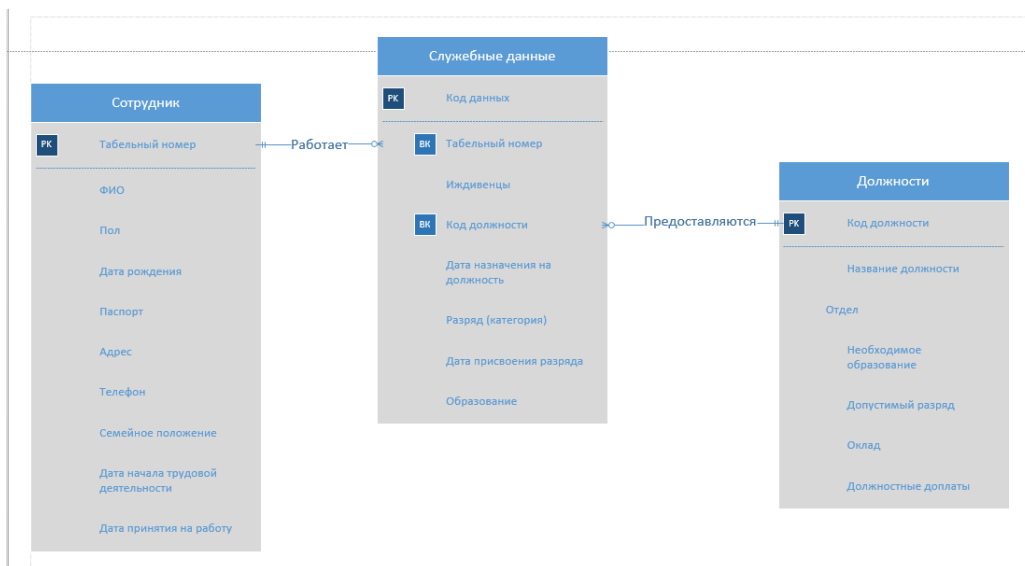 Служебные данные
PK
Код данных
ВК
Табельный номер
Иждивенцы
ВК
Код должности
Дата назначения на
должность
Разряд (категория)
Дата присвоения разряда
Образование
Сотрудник
PK
Табельный номер
ФИО
Пол
Дата рождения
Паспорт
Адрес
Телефон
Семейное положение
Дата начала трудовой
деятельности
Дата принятия на работу
Работает
Предоставляются
Должности
PK
Код должности
Название должности
Отдел
Необходимое
образование
Допустимый разряд
Оклад
Должностные доплаты